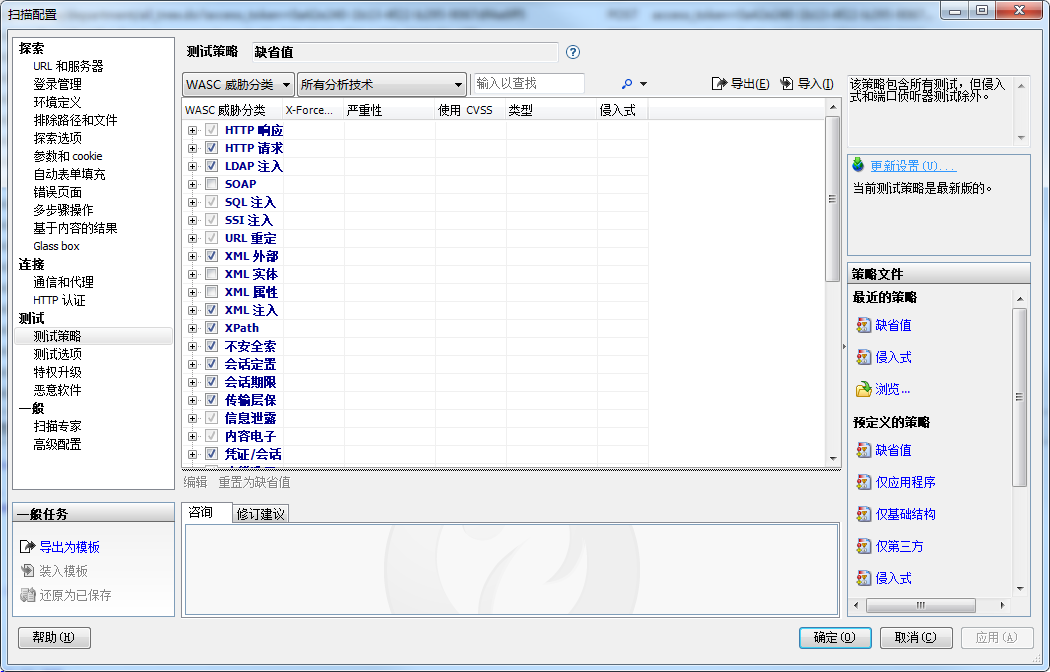 扫描配置
探索
URL 和服务器
登录管理
环境定义
排除路径和文件
探索选项
参数和 cookie
自动表单填充
错误页面
多步骤操作
基于内容的结果
Glass box
连接
通信和代理
HTTP 认证
测试
测试策略
测试选项
特权升级
恶意软件
一般
扫描专家
高级配置
一般任务
导出为模板
装入模板
还原为已保存
测试策略 缺省值
WASC 威胁分类 所有分析技术 输入以查找 导出(E) 导入(I)
WASC 威胁分类 X-Force... 严重性 使用 CVSS 类型 侵入式
HTTP 响应
HTTP 请求
LDAP 注入
SOAP
SQL 注入
SSI 注入
URL 重定
XML 外部
XML 实体
XML 属性
XML 注入
XPath
不安全索
会话定置
会话期限
传输层保
信息泄露
内容电子
凭证/会话
编辑 重置为缺省值
咨询 修订建议
该策略包含所有测试，但侵入
式和端口侦听器测试除外。
更新设置(U)...
当前测试策略是最新版的。
策略文件
最近的策略
缺省值
侵入式
浏览...
预定义的策略
缺省值
仅应用程序
仅基础结构
仅第三方
侵入式
帮助(H) 确定(O) 取消(C) 应用(A)